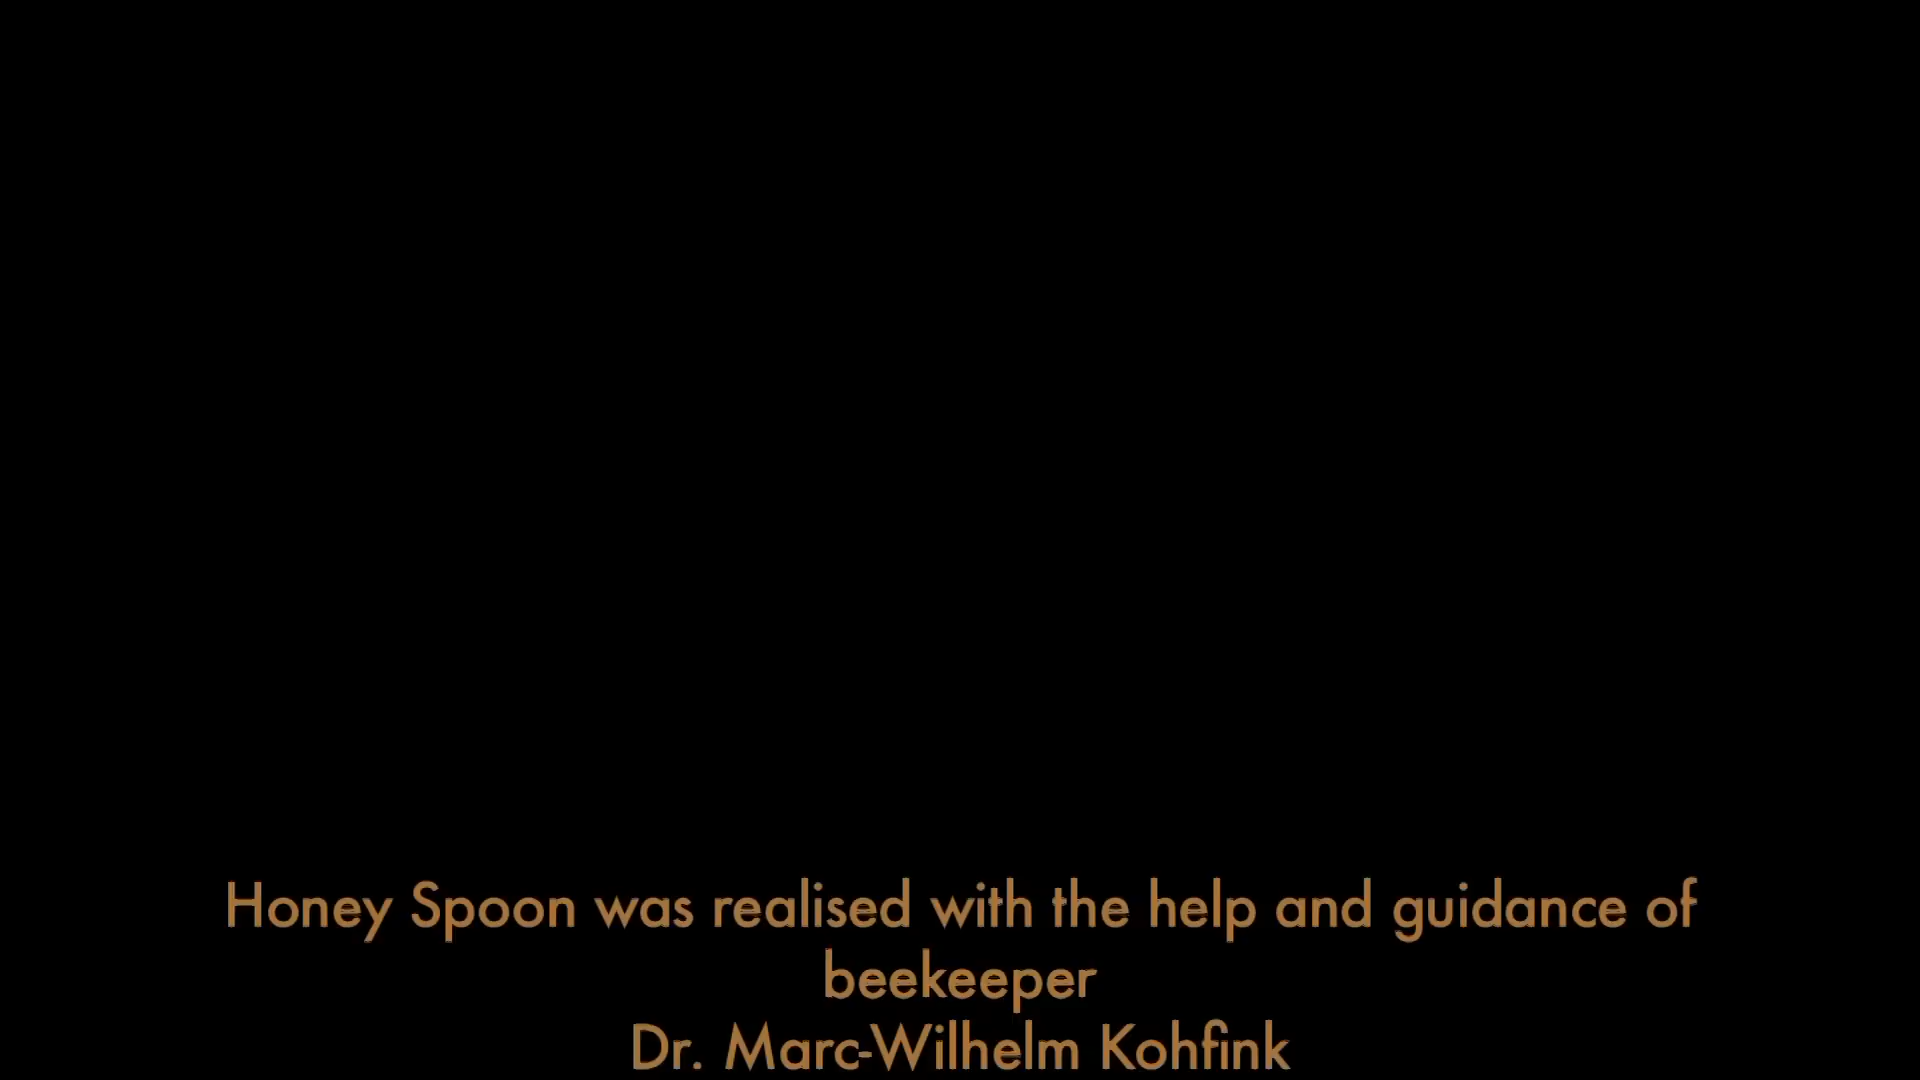 Honey Spoon was realised with the help and guidance of
beekeeper
Dr. Marc-Wilhelm Kohfink